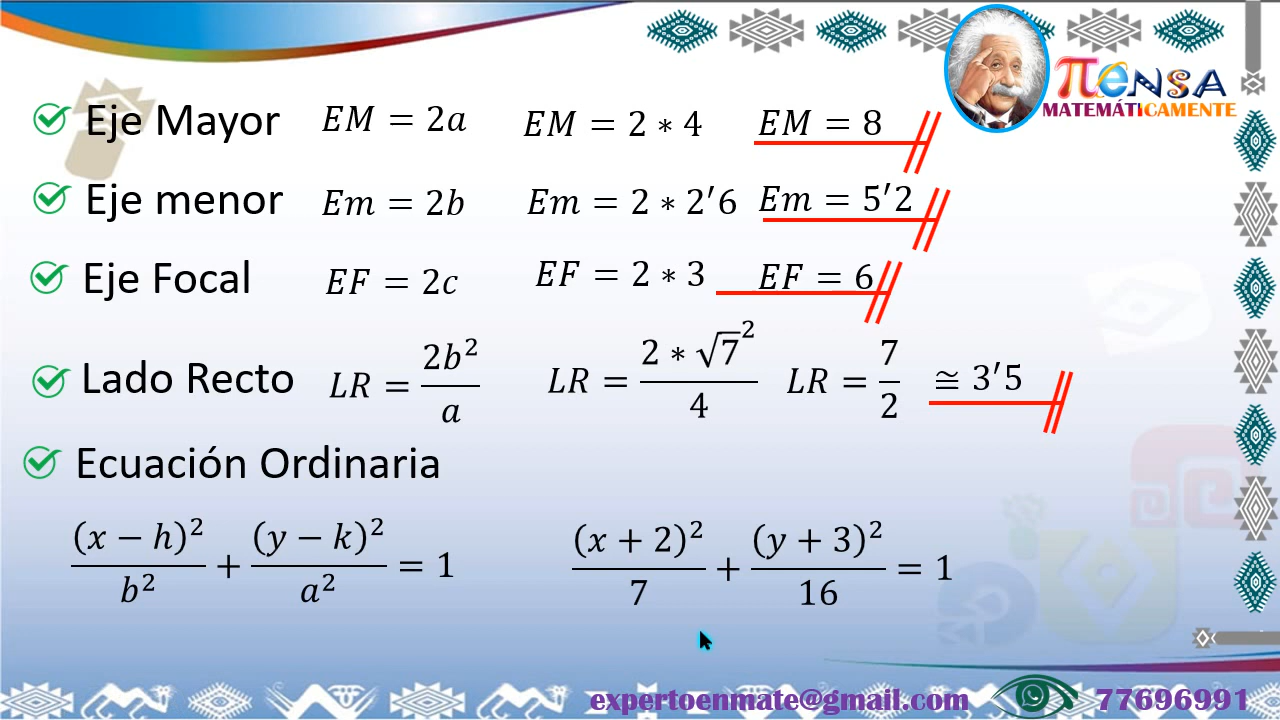 πENSA
MATEMÁTICAMENTE
Eje Mayor EM = 2a EM = 2 ∗ 4 EM = 8
Eje menor Em = 2b Em = 2 ∗ 2′6 Em = 5′2
Eje Focal EF = 2c EF = 2 ∗ 3 EF = 6
Lado Recto LR = 2b²/a LR = 2 ∗ √7²/4 LR = 7/2 ≅ 3′5
Ecuación Ordinaria
(x − h)²/b² + (y − k)²/a² = 1 (x + 2)²/7 + (y + 3)²/16 = 1
expertoenmate@gmail.com 77696991